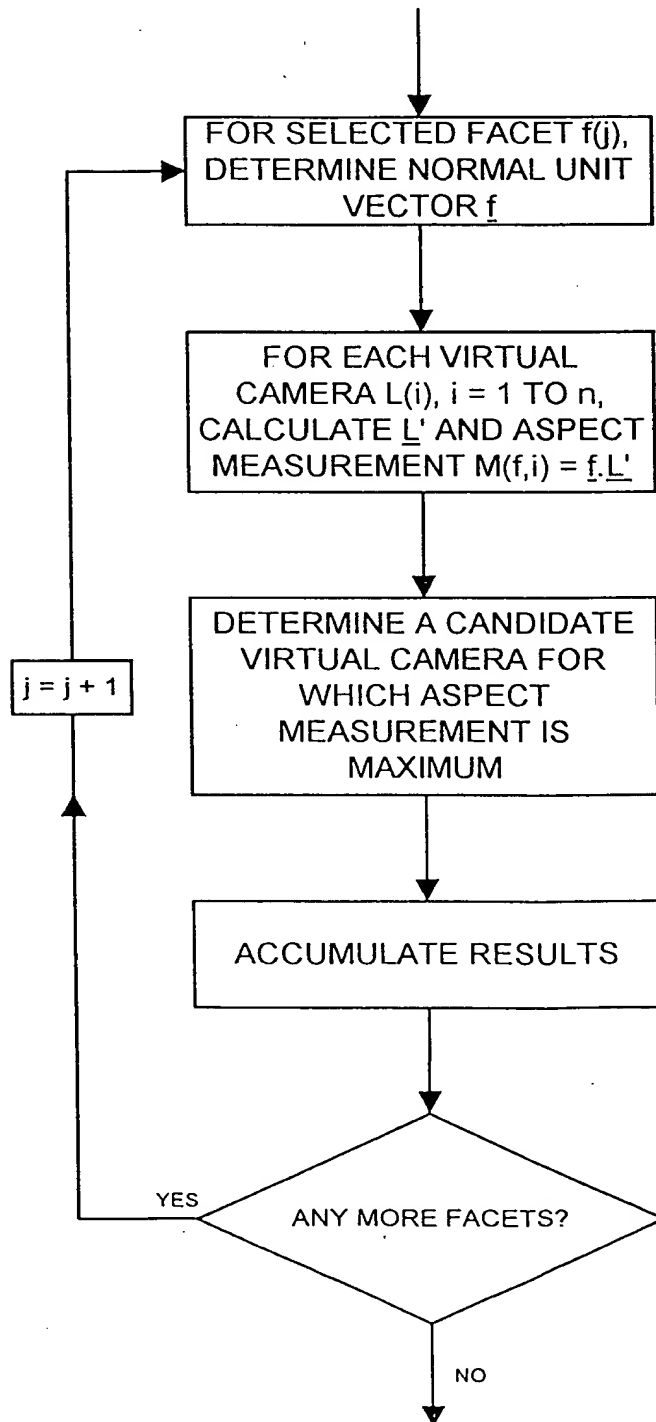 FOR SELECTED FACET f(j),
DETERMINE NORMAL UNIT
VECTOR f
FOR EACH VIRTUAL
CAMERA L(i), i = 1 TO n,
CALCULATE L' AND ASPECT
MEASUREMENT M(f,i) = f.L'
DETERMINE A CANDIDATE
VIRTUAL CAMERA FOR
WHICH ASPECT
MEASUREMENT IS
MAXIMUM
j = j + 1
ACCUMULATE RESULTS
YES
ANY MORE FACETS?
NO